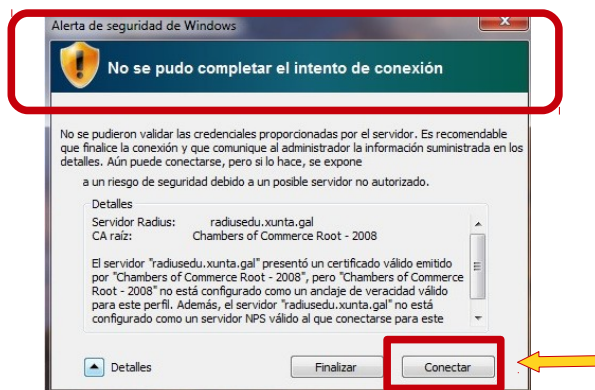 Alerta de seguridad de Windows
No se pudo completar el intento de conexión
No se pudieron validar las credenciales proporcionadas por el servidor. Es recomendable
que finalice la conexión y que comunique al administrador la información suministrada en los
detalles. Aún puede conectarse, pero si lo hace, se expone
a un riesgo de seguridad debido a un posible servidor no autorizado.
Detalles
Servidor Radius: radiusedu.xunta.gal
CA raíz: Chambers of Commerce Root - 2008
El servidor "radiusedu.xunta.gal" presentó un certificado válido emitido
por "Chambers of Commerce Root - 2008", pero "Chambers of Commerce
Root - 2008" no está configurado como un anclaje de veracidad válido
para este perfil. Además, el servidor "radiusedu.xunta.gal" no está
configurado como un servidor NPS válido al que conectarse para este
Detalles Finalizar Conectar